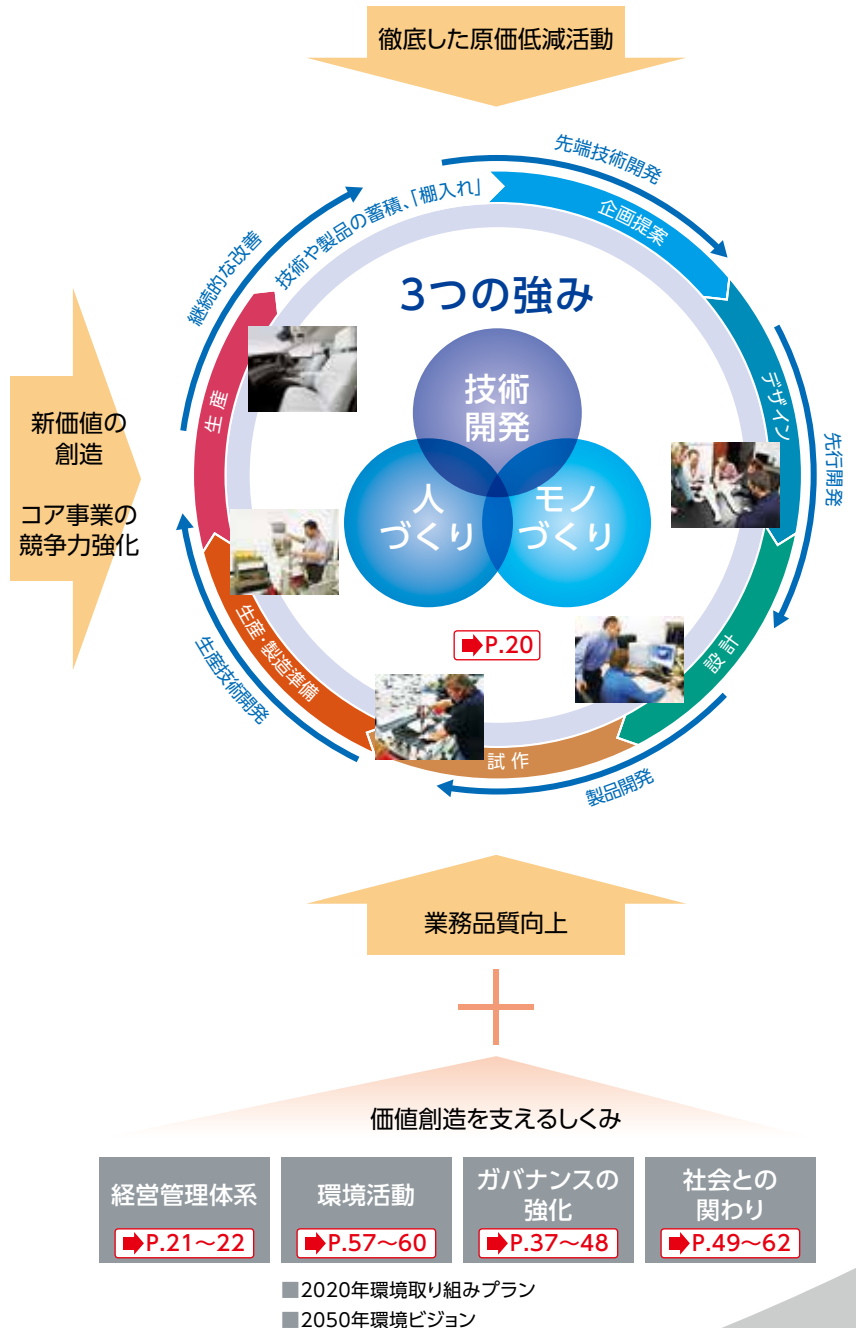 徹底した原価低減活動
先端技術開発
企画提案
技術や製品の蓄積、「棚入れ」
継続的な改善
3つの強み
技術
開発
人
づくり
モノ
づくり
➡P.20
デザイン
先行開発
生産
新価値の
創造
コア事業の
競争力強化
設計
生産・製造準備
生産技術開発
試作
製品開発
業務品質向上
価値創造を支えるしくみ
経営管理体系
➡P.21～22
環境活動
➡P.57～60
ガバナンスの
強化
➡P.37～48
社会との
関わり
➡P.49～62
■2020年環境取り組みプラン
■2050年環境ビジョン